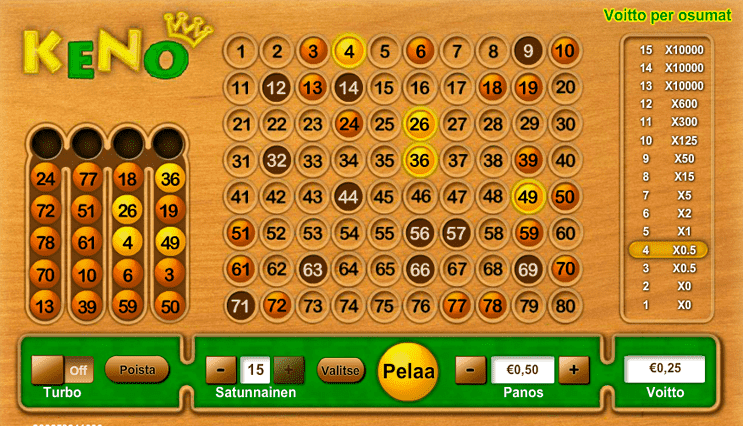 KENO
Voitto per osumat
1 2 3 4 5 6 7 8 9 10
11 12 13 14 15 16 17 18 19 20
21 22 23 24 25 26 27 28 29 30
31 32 33 34 35 36 37 38 39 40
41 42 43 44 45 46 47 48 49 50
51 52 53 54 55 56 57 58 59 60
61 62 63 64 65 66 67 68 69 70
71 72 73 74 75 76 77 78 79 80
24 77 18 36
72 51 26 19
78 61 4 49
70 10 6 3
13 39 59 50
15 X10000
14 X10000
13 X10000
12 X600
11 X300
10 X125
9 X50
8 X15
7 X5
6 X2
5 X1
4 X0.5
3 X0.5
2 X0
1 X0
Off
Turbo
Poista
- 15 +
Satunnainen
Valitse
Pelaa
- €0,50 +
Panos
€0,25
Voitto